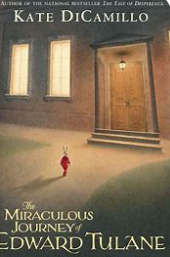 AUTHOR OF THE NATIONAL BESTSELLER THE TALE OF DESPEREAUX
KATE DICAMILLO
The
MIRACULOUS
JOURNEY of
EDWARD TULANE